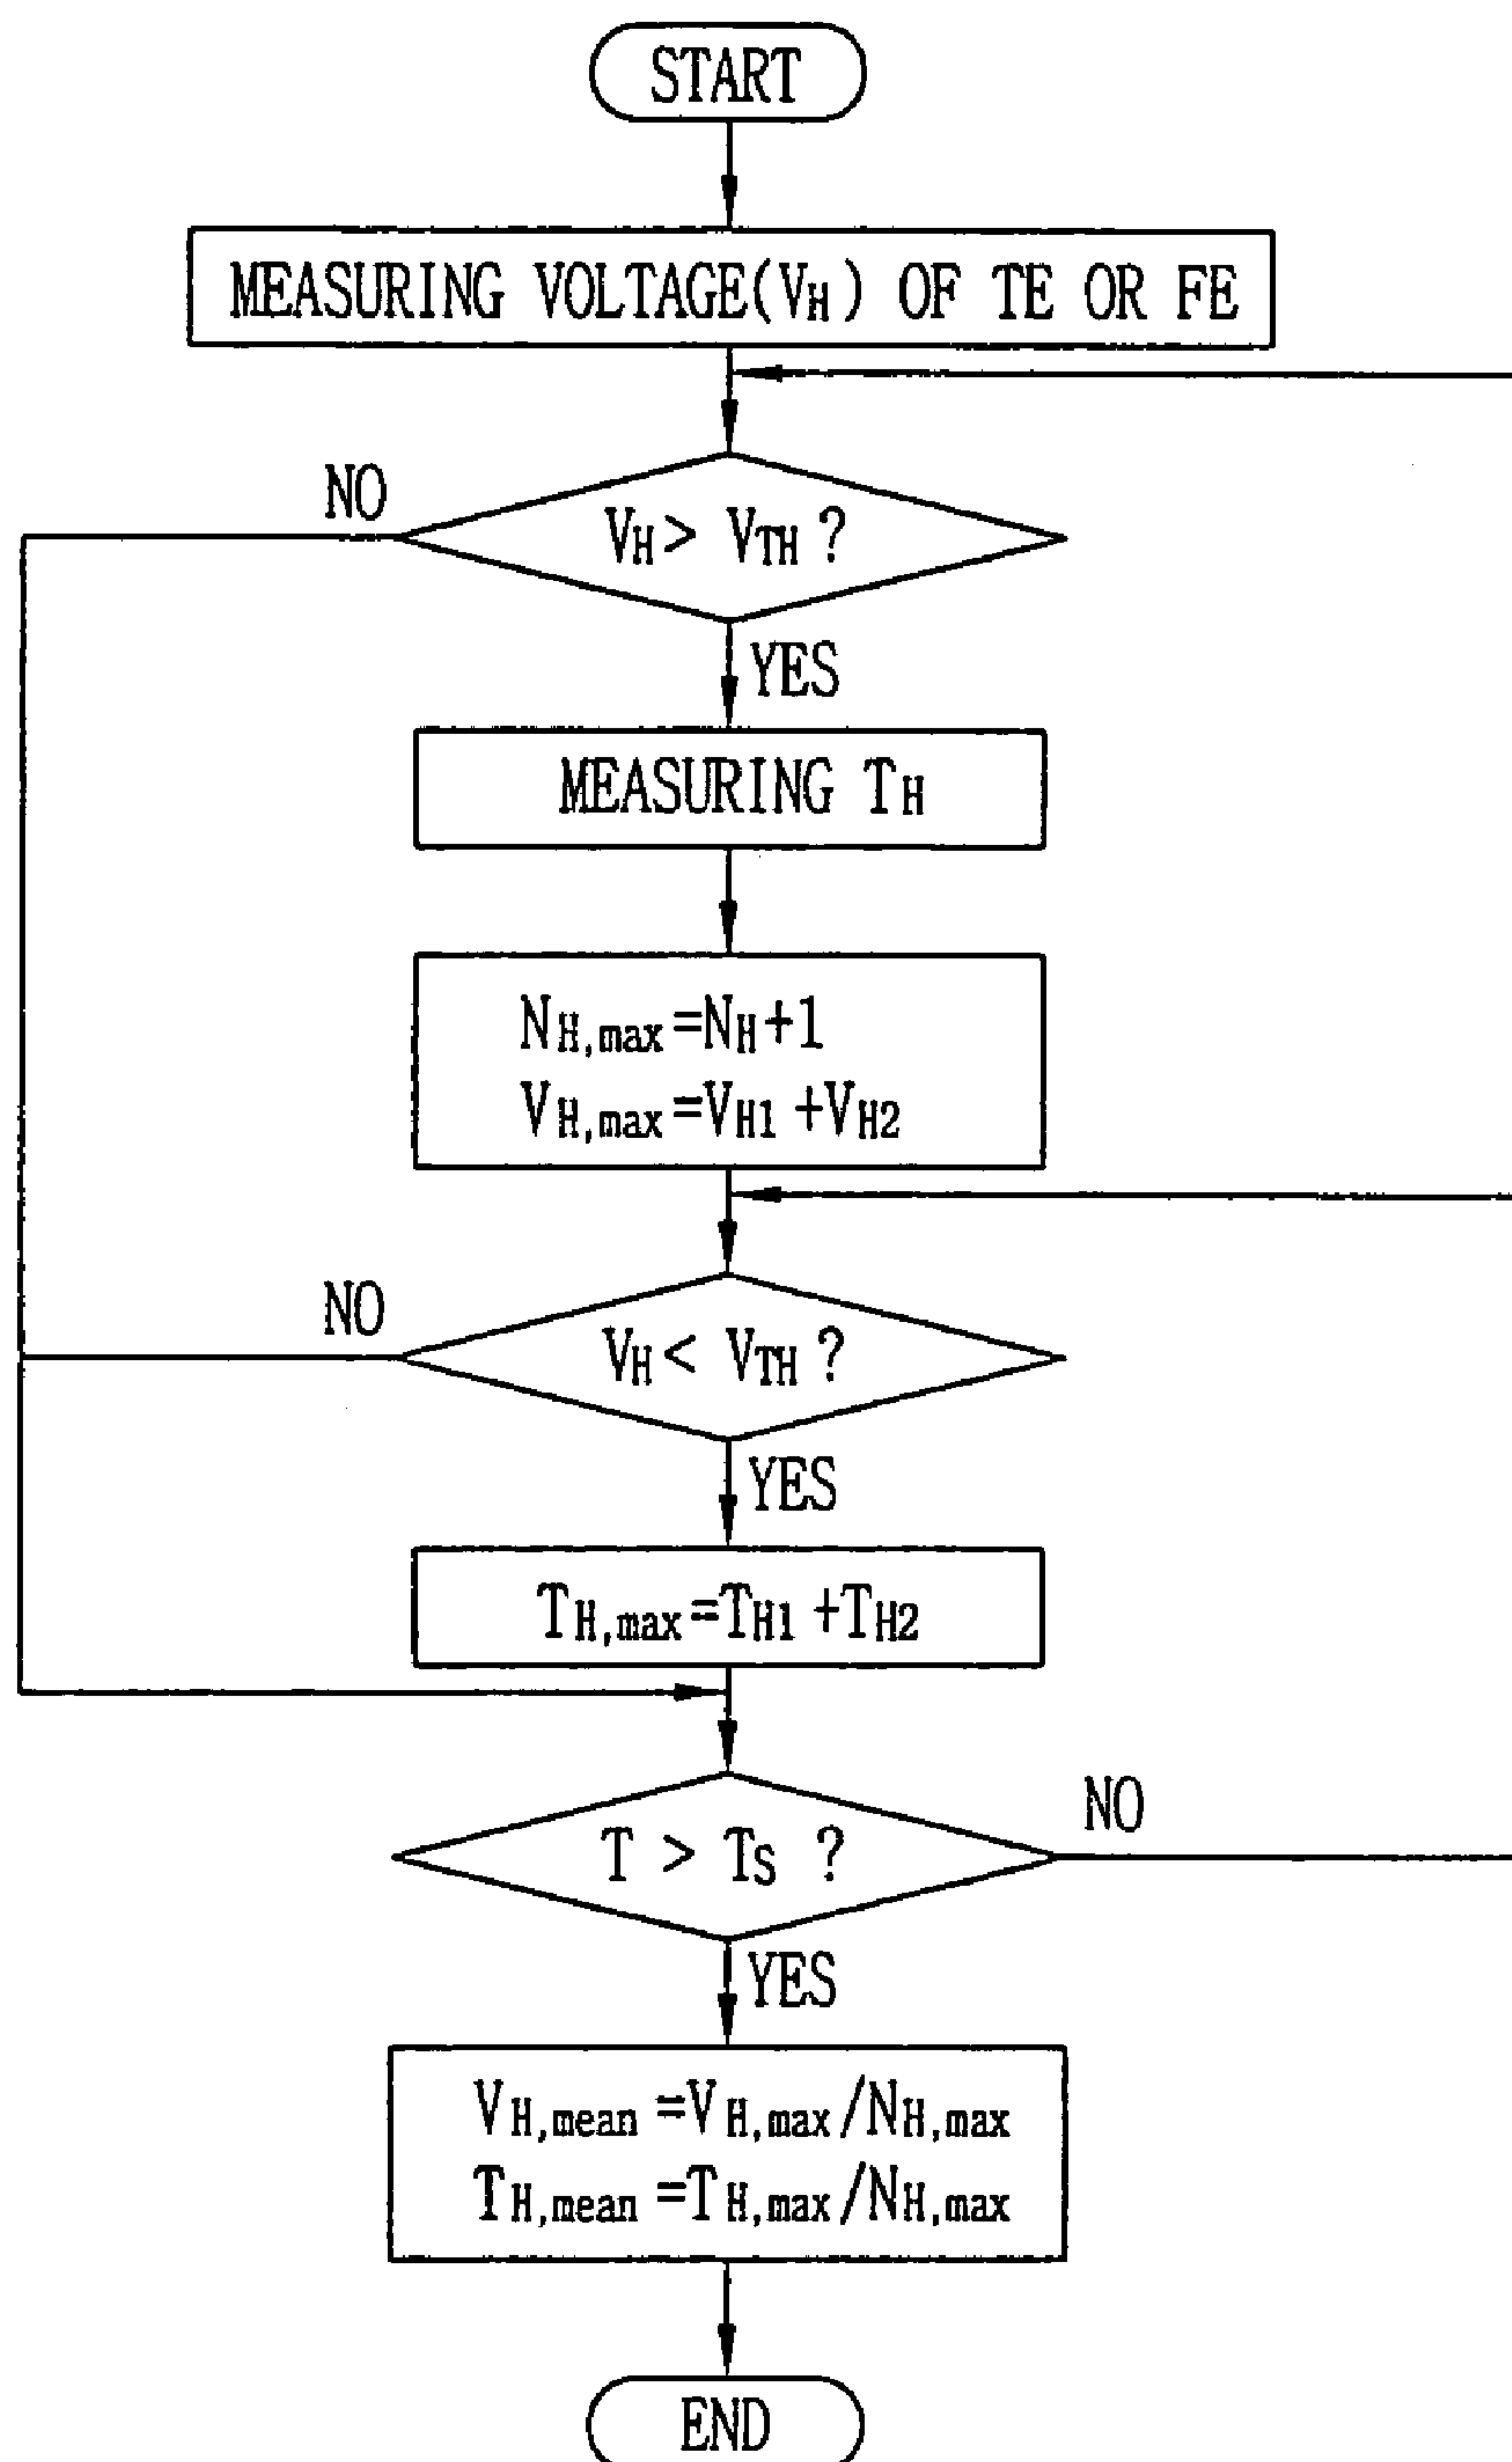 START
MEASURING VOLTAGE(VH) OF TE OR FE
NO
VH > VTH ?
YES
MEASURING TH
NH,max=NH+1
VH,max=VH1+VH2
NO
VH < VTH ?
YES
TH,max=TH1+TH2
T > TS ?
NO
YES
VH,mean=VH,max/NH,max
TH,mean=TH,max/NH,max
END